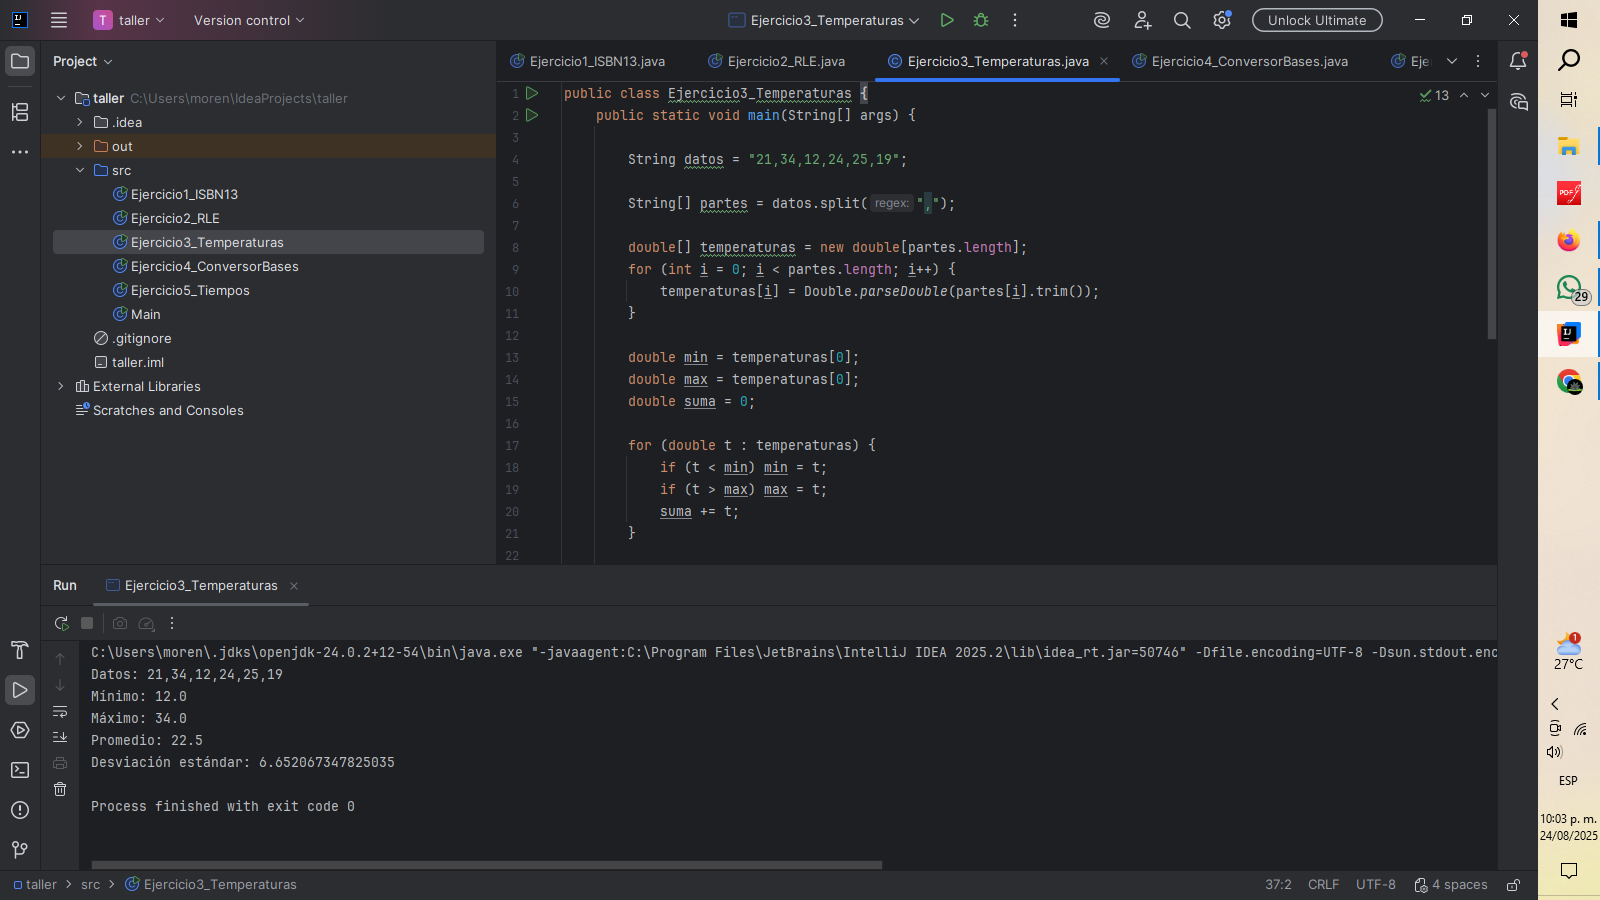 T taller
Version control
Ejercicio3_Temperaturas
Unlock Ultimate
Project
Ejercicio1_ISBN13.java
Ejercicio2_RLE.java
Ejercicio3_Temperaturas.java
Ejercicio4_ConversorBases.java
Eje
taller C:\Users\moren\IdeaProjects\taller
.idea
out
src
Ejercicio1_ISBN13
Ejercicio2_RLE
Ejercicio3_Temperaturas
Ejercicio4_ConversorBases
Ejercicio5_Tiempos
Main
.gitignore
taller.iml
External Libraries
Scratches and Consoles
13
1 public class Ejercicio3_Temperaturas {
2 public static void main(String[] args) {
3
4 String datos = "21,34,12,24,25,19";
5
6 String[] partes = datos.split( regex: ",");
7
8 double[] temperaturas = new double[partes.length];
9 for (int i = 0; i < partes.length; i++) {
10 temperaturas[i] = Double.parseDouble(partes[i].trim());
11 }
12
13 double min = temperaturas[0];
14 double max = temperaturas[0];
15 double suma = 0;
16
17 for (double t : temperaturas) {
18 if (t < min) min = t;
19 if (t > max) max = t;
20 suma += t;
21 }
22
Run
Ejercicio3_Temperaturas
C:\Users\moren\.jdks\openjdk-24.0.2+12-54\bin\java.exe "-javaagent:C:\Program Files\JetBrains\IntelliJ IDEA 2025.2\lib\idea_rt.jar=50746" -Dfile.encoding=UTF-8 -Dsun.stdout.enc
Datos: 21,34,12,24,25,19
Mínimo: 12.0
Máximo: 34.0
Promedio: 22.5
Desviación estándar: 6.652067347825035
Process finished with exit code 0
taller > src > Ejercicio3_Temperaturas
37:2 CRLF UTF-8 4 spaces
PDF
29
IJ
1
27°C
ESP
10:03 p. m.
24/08/2025